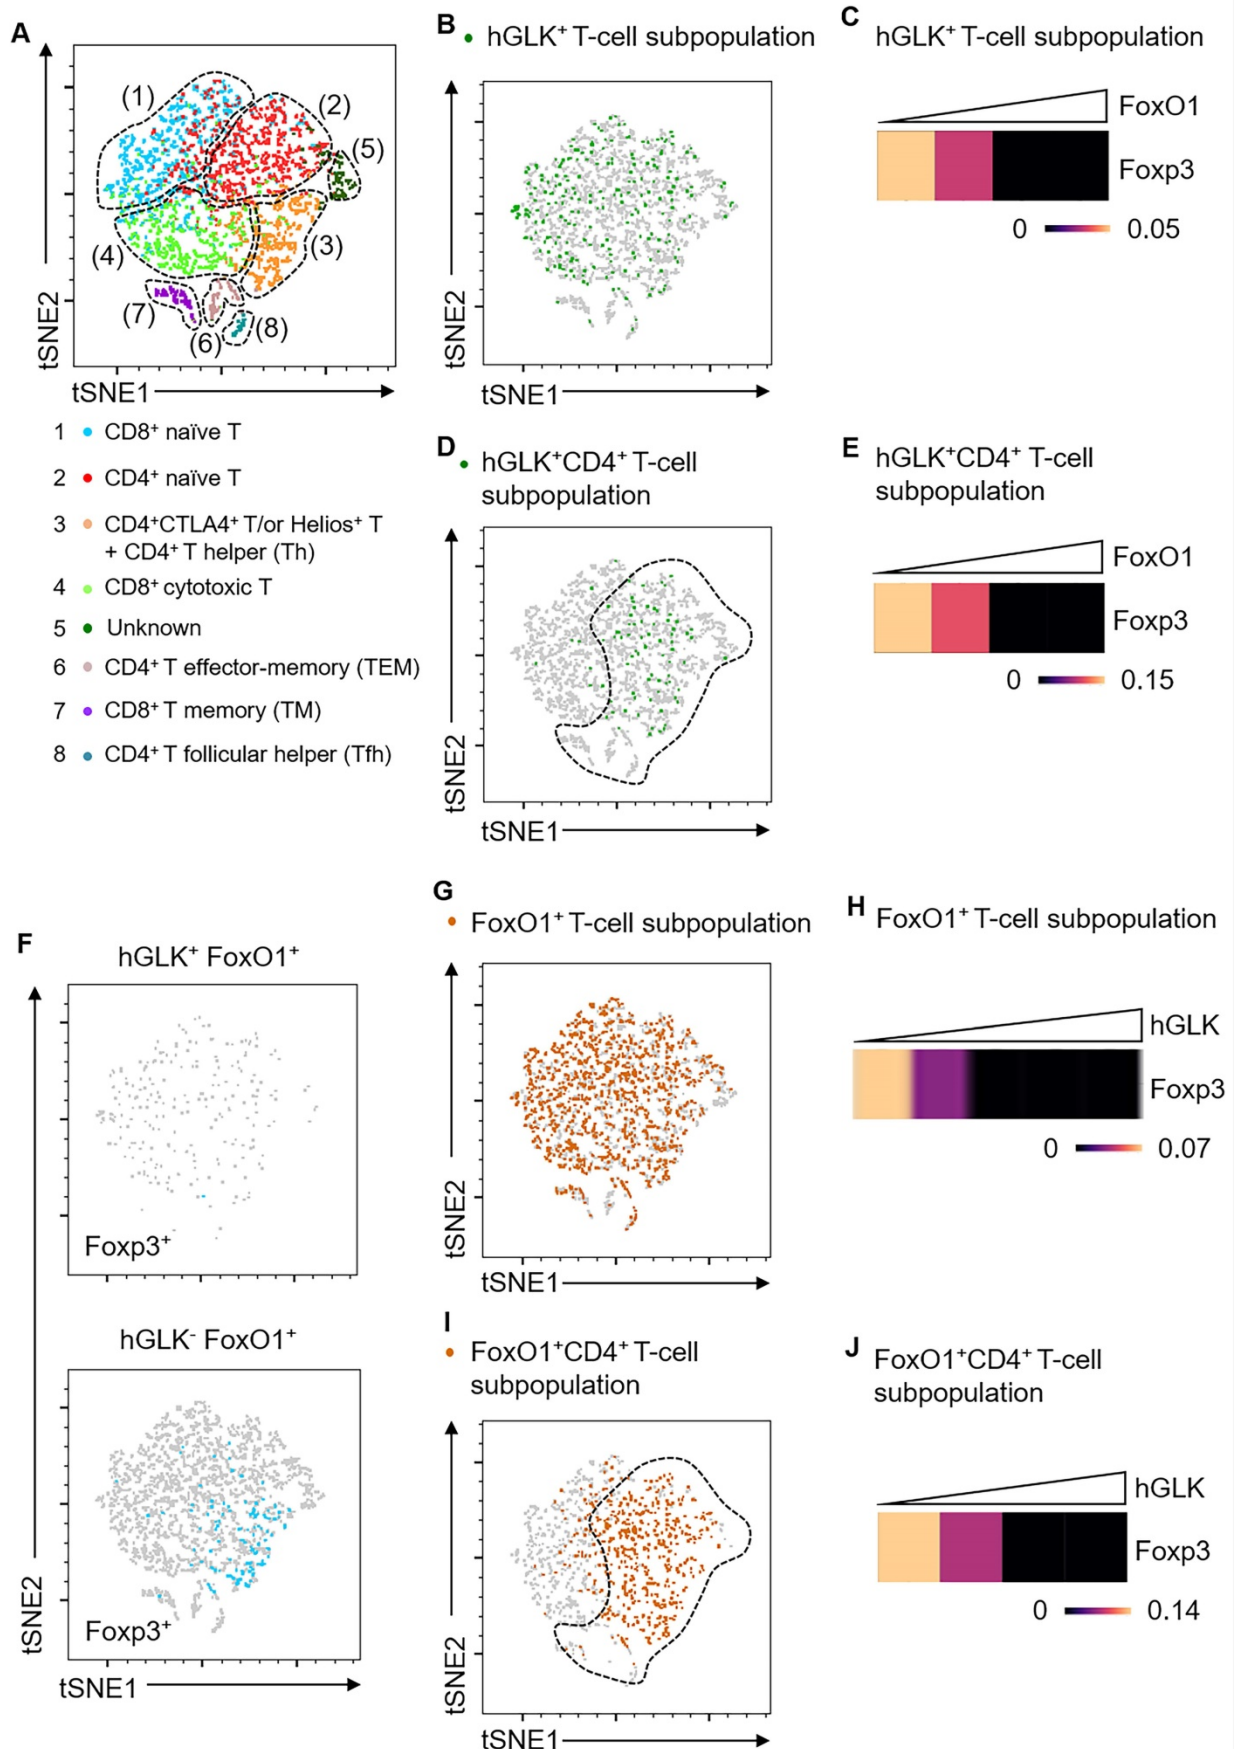 A
(1)
(2)
(5)
(4)
(3)
(7)
(6)
(8)
tSNE2
tSNE1
1 CD8⁺ naïve T
2 CD4⁺ naïve T
3 CD4⁺CTLA4⁺ T/or Helios⁺ T
+ CD4⁺ T helper (Th)
4 CD8⁺ cytotoxic T
5 Unknown
6 CD4⁺ T effector-memory (TEM)
7 CD8⁺ T memory (TM)
8 CD4⁺ T follicular helper (Tfh)
B
hGLK⁺ T-cell subpopulation
tSNE2
tSNE1
C
hGLK⁺ T-cell subpopulation
FoxO1
Foxp3
0 0.05
D
hGLK⁺CD4⁺ T-cell
subpopulation
tSNE2
tSNE1
E
hGLK⁺CD4⁺ T-cell
subpopulation
FoxO1
Foxp3
0 0.15
F
hGLK⁺ FoxO1⁺
Foxp3⁺
hGLK⁻ FoxO1⁺
Foxp3⁺
tSNE2
tSNE1
G
FoxO1⁺ T-cell subpopulation
tSNE2
tSNE1
H
FoxO1⁺ T-cell subpopulation
hGLK
Foxp3
0 0.07
I
FoxO1⁺CD4⁺ T-cell
subpopulation
tSNE2
tSNE1
J
FoxO1⁺CD4⁺ T-cell
subpopulation
hGLK
Foxp3
0 0.14